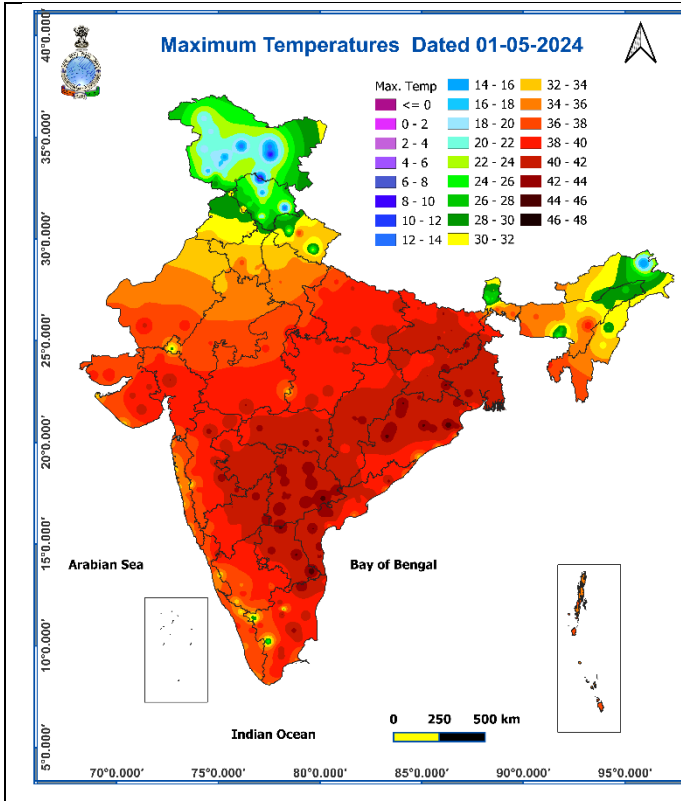 Maximum Temperatures Dated 01-05-2024
Max. Temp
<= 0
0 - 2
2 - 4
4 - 6
6 - 8
8 - 10
10 - 12
12 - 14
14 - 16
16 - 18
18 - 20
20 - 22
22 - 24
24 - 26
26 - 28
28 - 30
30 - 32
32 - 34
34 - 36
36 - 38
38 - 40
40 - 42
42 - 44
44 - 46
46 - 48
40°0.000'
35°0.000'
30°0.000'
25°0.000'
20°0.000'
15°0.000'
10°0.000'
5°0.000'
Arabian Sea
Bay of Bengal
Indian Ocean
0 250 500 km
70°0.000' 75°0.000' 80°0.000' 85°0.000' 90°0.000' 95°0.000'